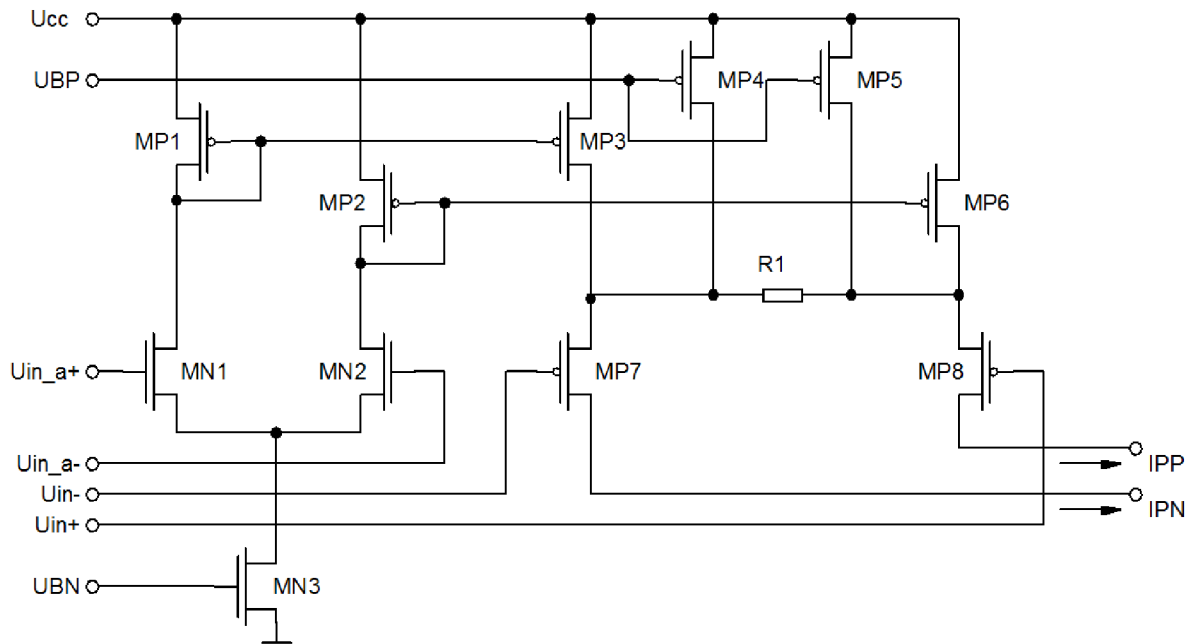 Ucc
UBP
MP4
MP5
MP1
MP3
MP2
MP6
R1
Uin_a+
MN1
MN2
MP7
MP8
Uin_a-
IPP
Uin-
IPN
Uin+
UBN
MN3